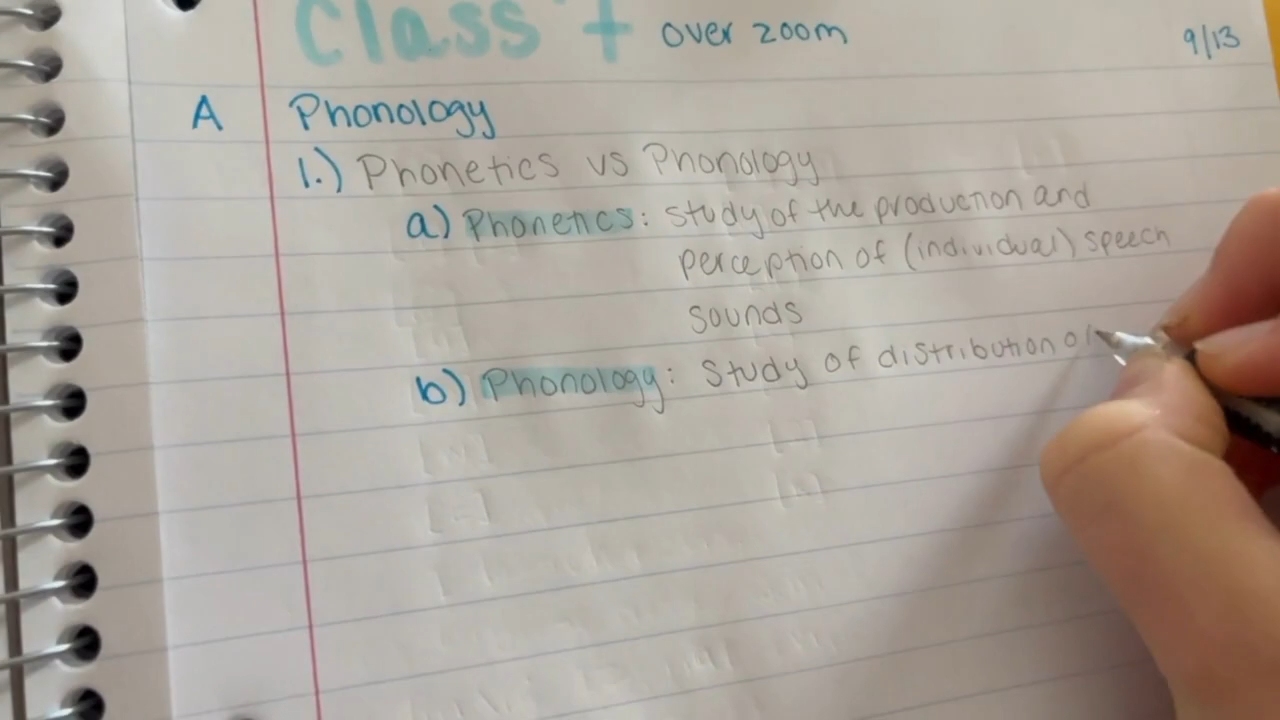 Class 7 over zoom 9/13
A Phonology
1.) Phonetics vs Phonology
a) Phonetics: study of the production and
perception of (individual) speech
sounds
b) Phonology: study of distribution o